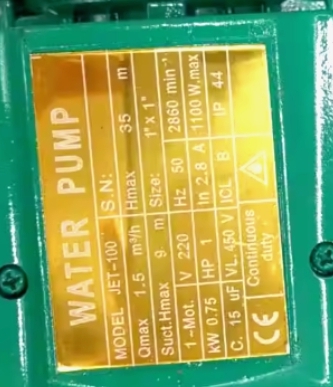 WATER PUMP
MODEL JET-100 S.N:
Qmax 1.5 m³/h Hmax 35 m
Suct.Hmax 9 m Size: 1"x1"
1~Mot. V 220 Hz 50 2860 min⁻¹
kW 0.75 HP 1 In 2.8 A 1100 W.max
C. 15 uF VL. 450 V ICL B IP 44
CE Continuous duty